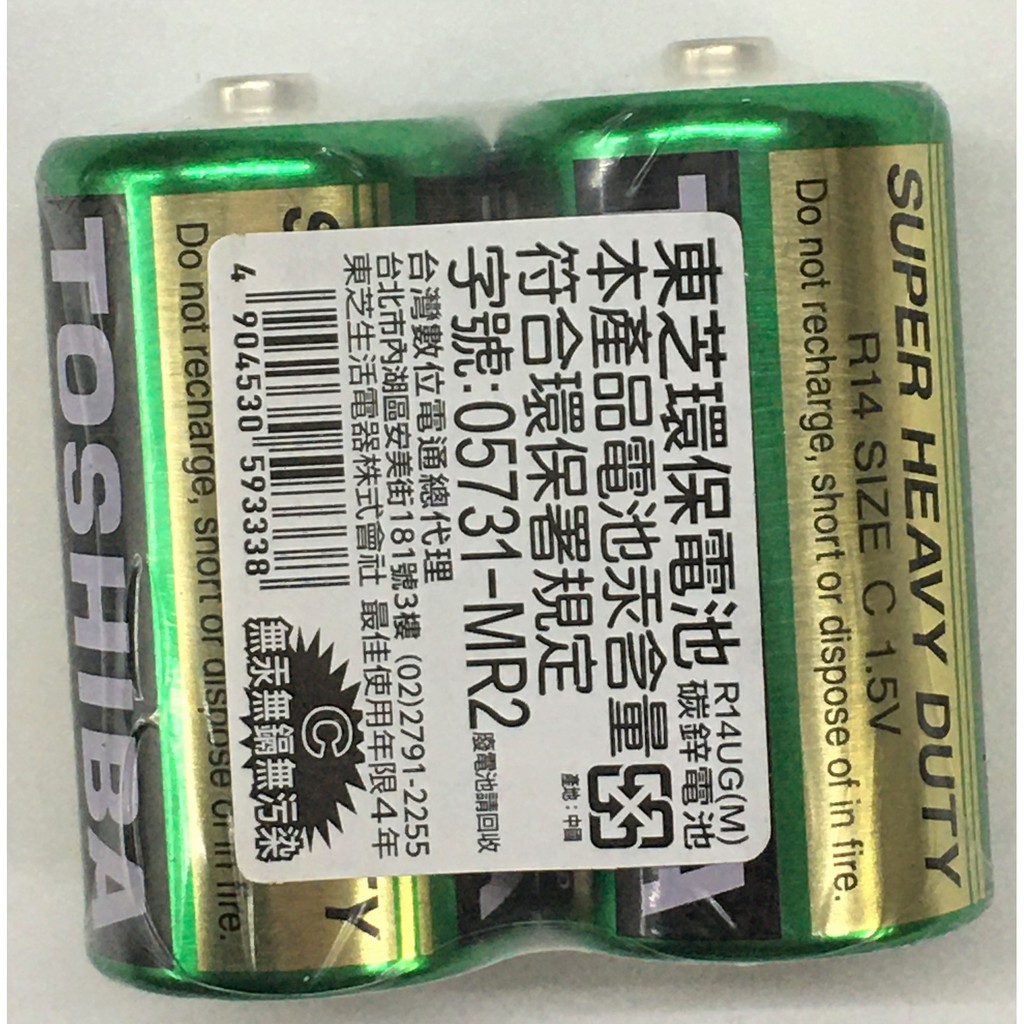 SUPER HEAVY DUTY
R14 SIZE C 1.5V
Do not recharge, short or dispose of in fire.
東芝環保電池 R14UG(M)
本產品電池汞含量 碳鋅電池
符合環保署規定
產地:中國
字號:05731-MR2 廢電池請回收
台灣數位電通總代理
台北市內湖區安美街181號3樓 (02)2791-2255
東芝生活電器株式會社 最佳使用年限4年
4 904530 593338
C
無汞無鎘無污染
Do not recharge, short or dispose of in fire.
TOSHIBA